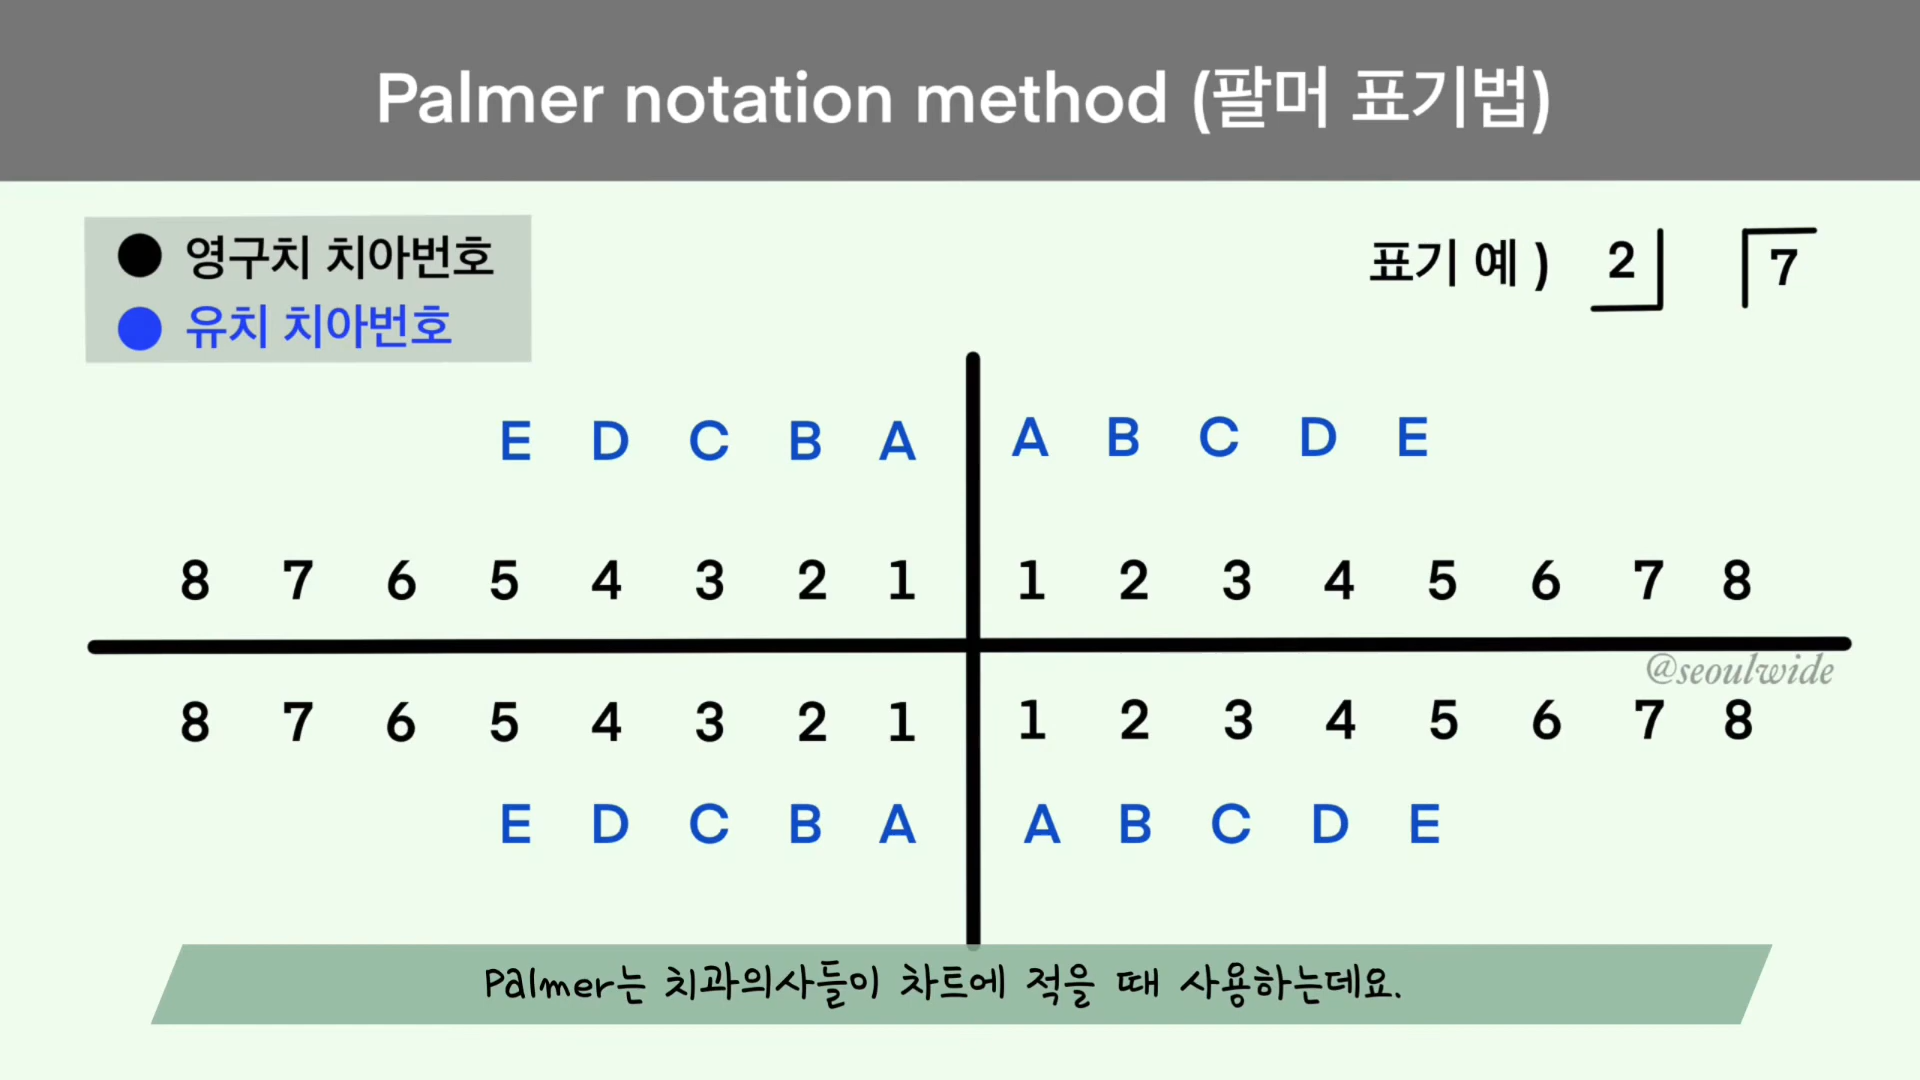 Palmer notation method (팔머 표기법)
영구치 치아번호
유치 치아번호
표기 예 ) 2 7
E D C B A A B C D E
8 7 6 5 4 3 2 1 1 2 3 4 5 6 7 8
@seoulwide
8 7 6 5 4 3 2 1 1 2 3 4 5 6 7 8
E D C B A A B C D E
Palmer는 치과의사들이 차트에 적을 때 사용하는데요.